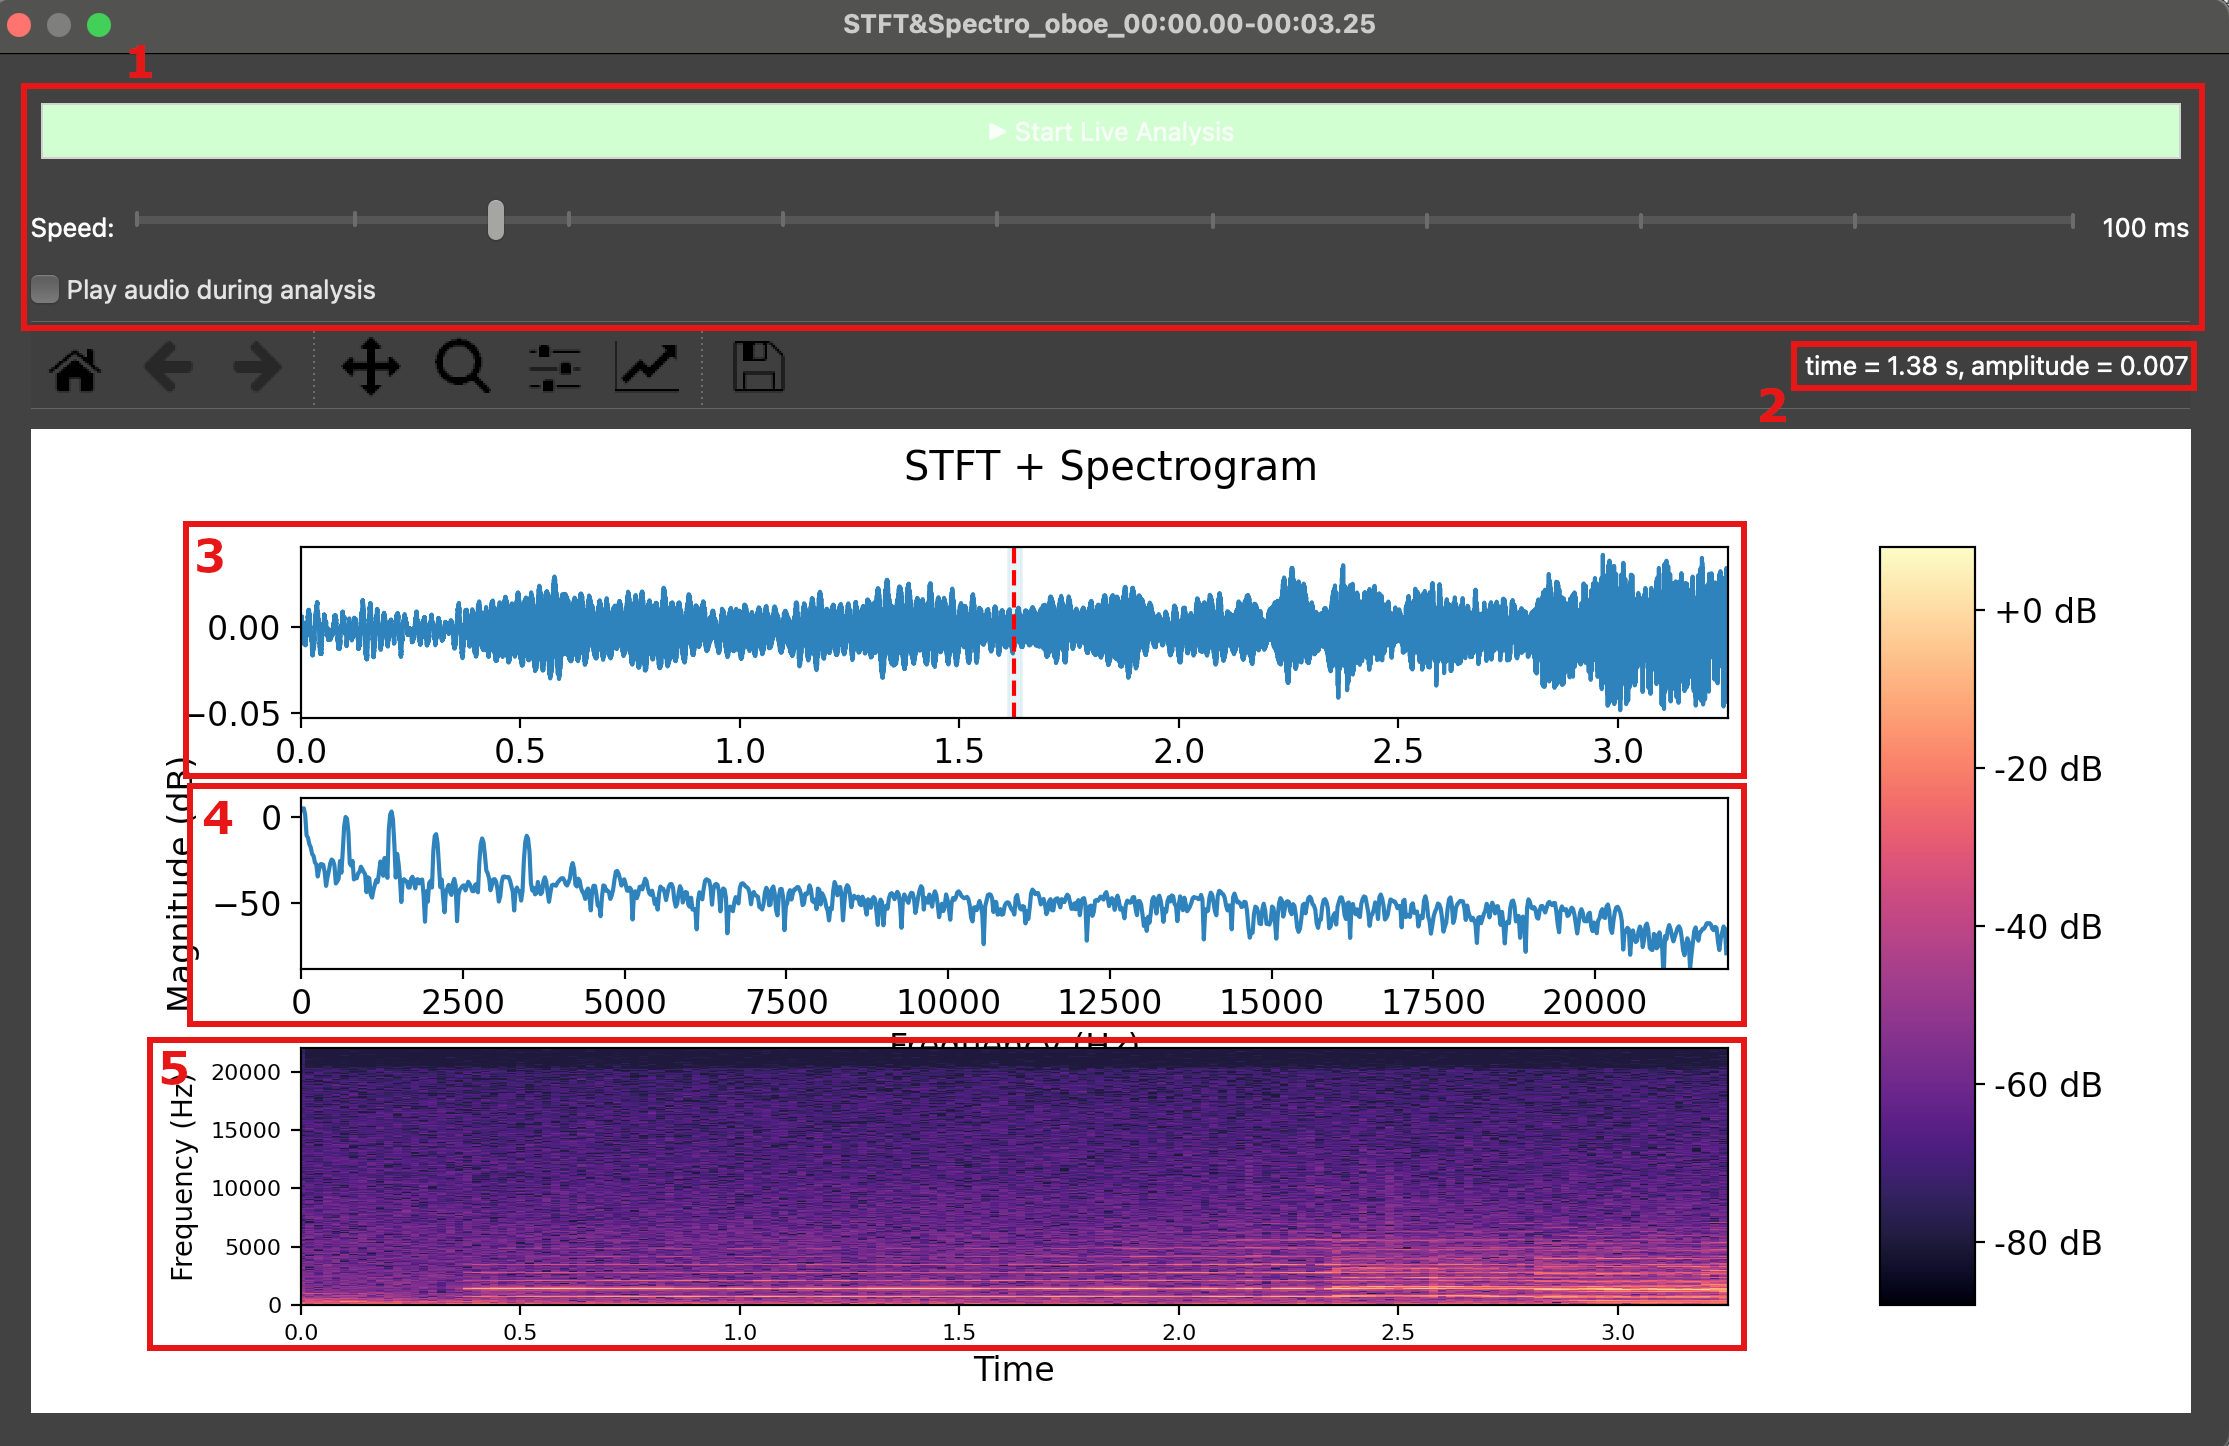 STFT&Spectro_oboe_00:00.00-00:03.25
1
▶ Start Live Analysis
Speed:
100 ms
Play audio during analysis
time = 1.38 s, amplitude = 0.007
2
STFT + Spectrogram
3
0.00
−0.05
0.0 0.5 1.0 1.5 2.0 2.5 3.0
4
Magnitude (dB)
0
−50
0 2500 5000 7500 10000 12500 15000 17500 20000
Frequency (Hz)
5
Frequency (Hz)
20000
15000
10000
5000
0
0.0 0.5 1.0 1.5 2.0 2.5 3.0
Time
+0 dB
-20 dB
-40 dB
-60 dB
-80 dB